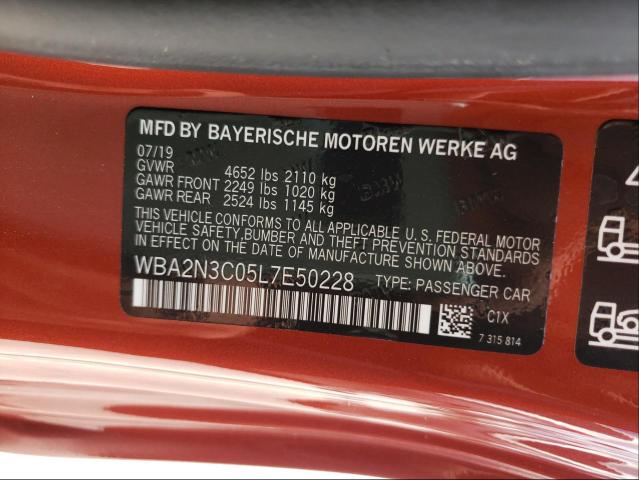 MFD BY BAYERISCHE MOTOREN WERKE AG
07/19
GVWR 4652 lbs 2110 kg
GAWR FRONT 2249 lbs 1020 kg
GAWR REAR 2524 lbs 1145 kg
THIS VEHICLE CONFORMS TO ALL APPLICABLE U.S. FEDERAL MOTOR
VEHICLE SAFETY,BUMPER AND THEFT PREVENTION STANDARDS IN
EFFECT ON THE DATE OF MANUFACTURE SHOWN ABOVE.
WBA2N3C05L7E50228 TYPE: PASSENGER CAR
C1X
7 315 814